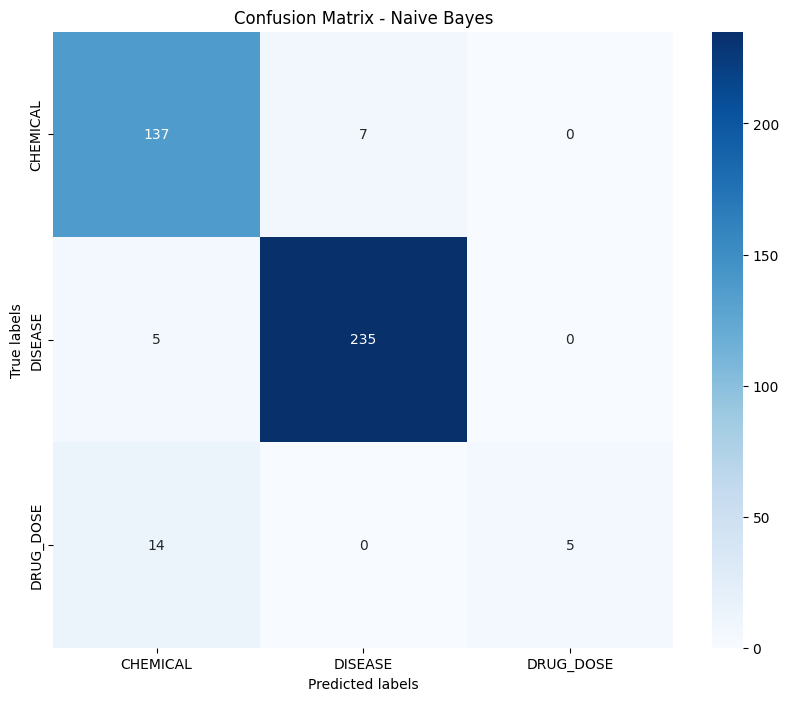 Confusion Matrix - Naive Bayes
True labels
CHEMICAL
137 7 0
DISEASE
5 235 0
DRUG_DOSE
14 0 5
CHEMICAL DISEASE DRUG_DOSE
Predicted labels
200
150
100
50
0